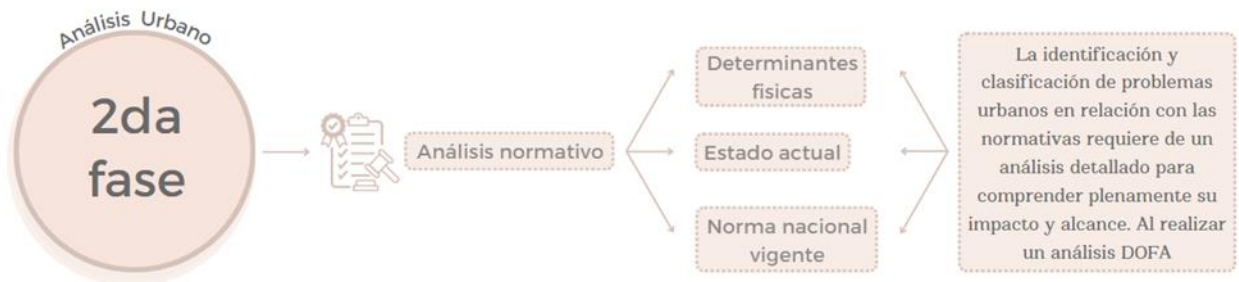 Análisis Urbano
2da
fase
Análisis normativo
Determinantes
fisicas
Estado actual
Norma nacional
vigente
La identificación y
clasificación de problemas
urbanos en relación con las
normativas requiere de un
análisis detallado para
comprender plenamente su
impacto y alcance. Al realizar
un análisis DOFA